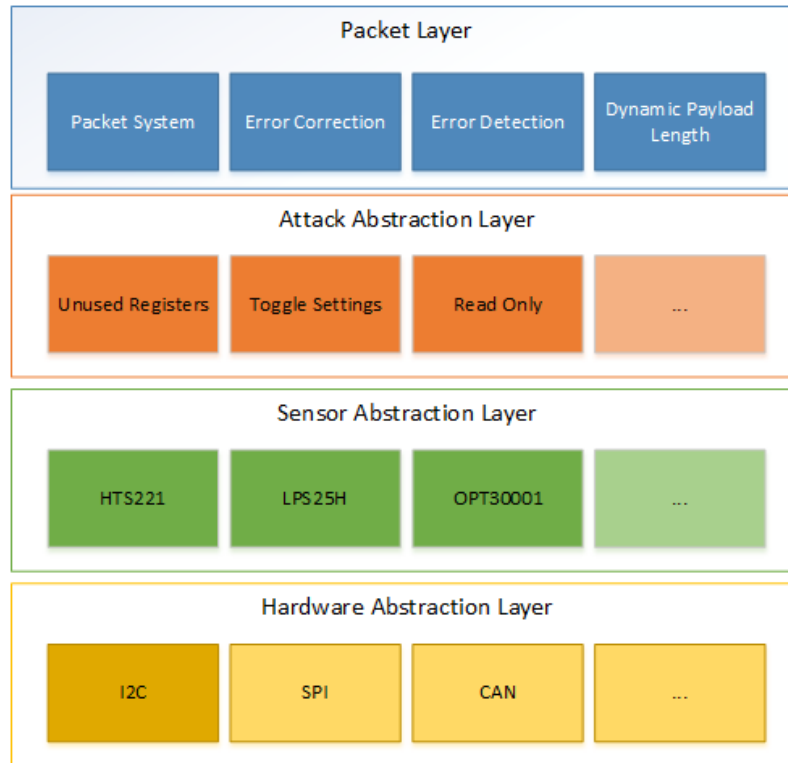 Packet Layer
Packet System
Error Correction
Error Detection
Dynamic Payload
Length
Attack Abstraction Layer
Unused Registers
Toggle Settings
Read Only
...
Sensor Abstraction Layer
HTS221
LPS25H
OPT30001
...
Hardware Abstraction Layer
I2C
SPI
CAN
...